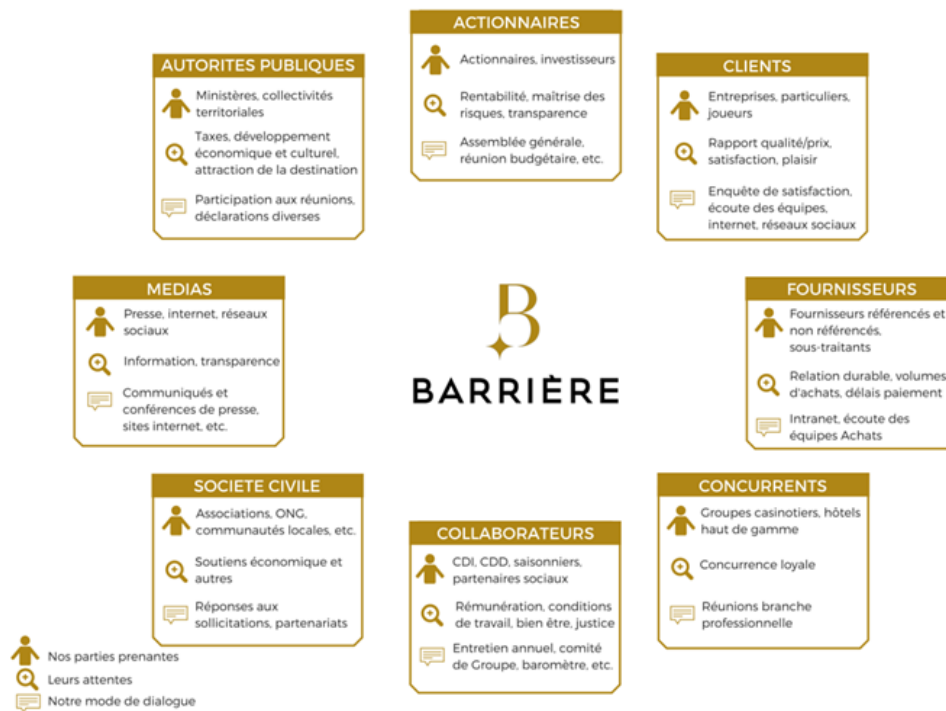 ACTIONNAIRES
Actionnaires, investisseurs
Rentabilité, maîtrise des
risques, transparence
Assemblée générale,
réunion budgétaire, etc.
AUTORITES PUBLIQUES
Ministères, collectivités
territoriales
Taxes, développement
économique et culturel,
attraction de la destination
Participation aux réunions,
déclarations diverses
CLIENTS
Entreprises, particuliers,
joueurs
Rapport qualité/prix,
satisfaction, plaisir
Enquête de satisfaction,
écoute des équipes,
internet, réseaux sociaux
MEDIAS
Presse, internet, réseaux
sociaux
Information, transparence
Communiqués et
conférences de presse,
sites internet, etc.
B
BARRIÈRE
FOURNISSEURS
Fournisseurs référencés et
non référencés,
sous-traitants
Relation durable, volumes
d'achats, délais paiement
Intranet, écoute des
équipes Achats
SOCIETE CIVILE
Associations, ONG,
communautés locales, etc.
Soutiens économique et
autres
Réponses aux
sollicitations, partenariats
COLLABORATEURS
CDI, CDD, saisonniers,
partenaires sociaux
Rémunération, conditions
de travail, bien être, justice
Entretien annuel, comité
de Groupe, baromètre, etc.
CONCURRENTS
Groupes casinotiers, hôtels
haut de gamme
Concurrence loyale
Réunions branche
professionnelle
Nos parties prenantes
Leurs attentes
Notre mode de dialogue